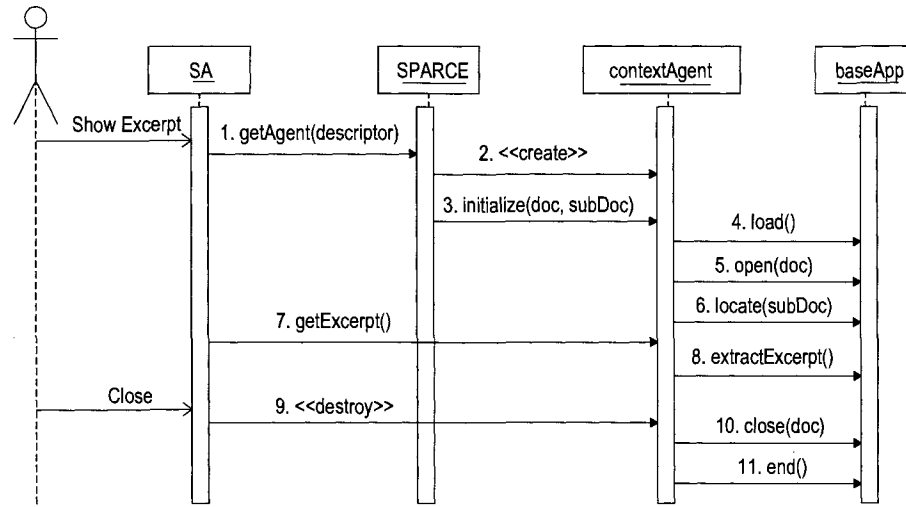 SA
SPARCE
contextAgent
baseApp
Show Excerpt
1. getAgent(descriptor)
2. <<create>>
3. initialize(doc, subDoc)
4. load()
5. open(doc)
6. locate(subDoc)
7. getExcerpt()
8. extractExcerpt()
Close
9. <<destroy>>
10. close(doc)
11. end()